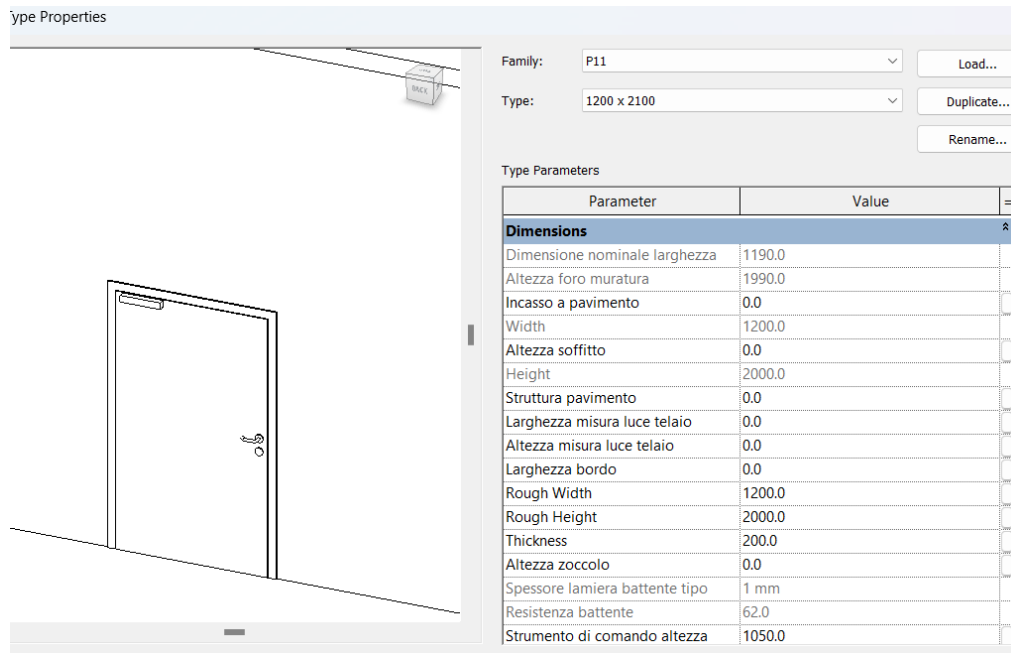 Type Properties
BACK
Family: P11 Load...
Type: 1200 x 2100 Duplicate...
Rename...
Type Parameters
Parameter Value =
Dimensions
Dimensione nominale larghezza 1190.0
Altezza foro muratura 1990.0
Incasso a pavimento 0.0
Width 1200.0
Altezza soffitto 0.0
Height 2000.0
Struttura pavimento 0.0
Larghezza misura luce telaio 0.0
Altezza misura luce telaio 0.0
Larghezza bordo 0.0
Rough Width 1200.0
Rough Height 2000.0
Thickness 200.0
Altezza zoccolo 0.0
Spessore lamiera battente tipo 1 mm
Resistenza battente 62.0
Strumento di comando altezza 1050.0